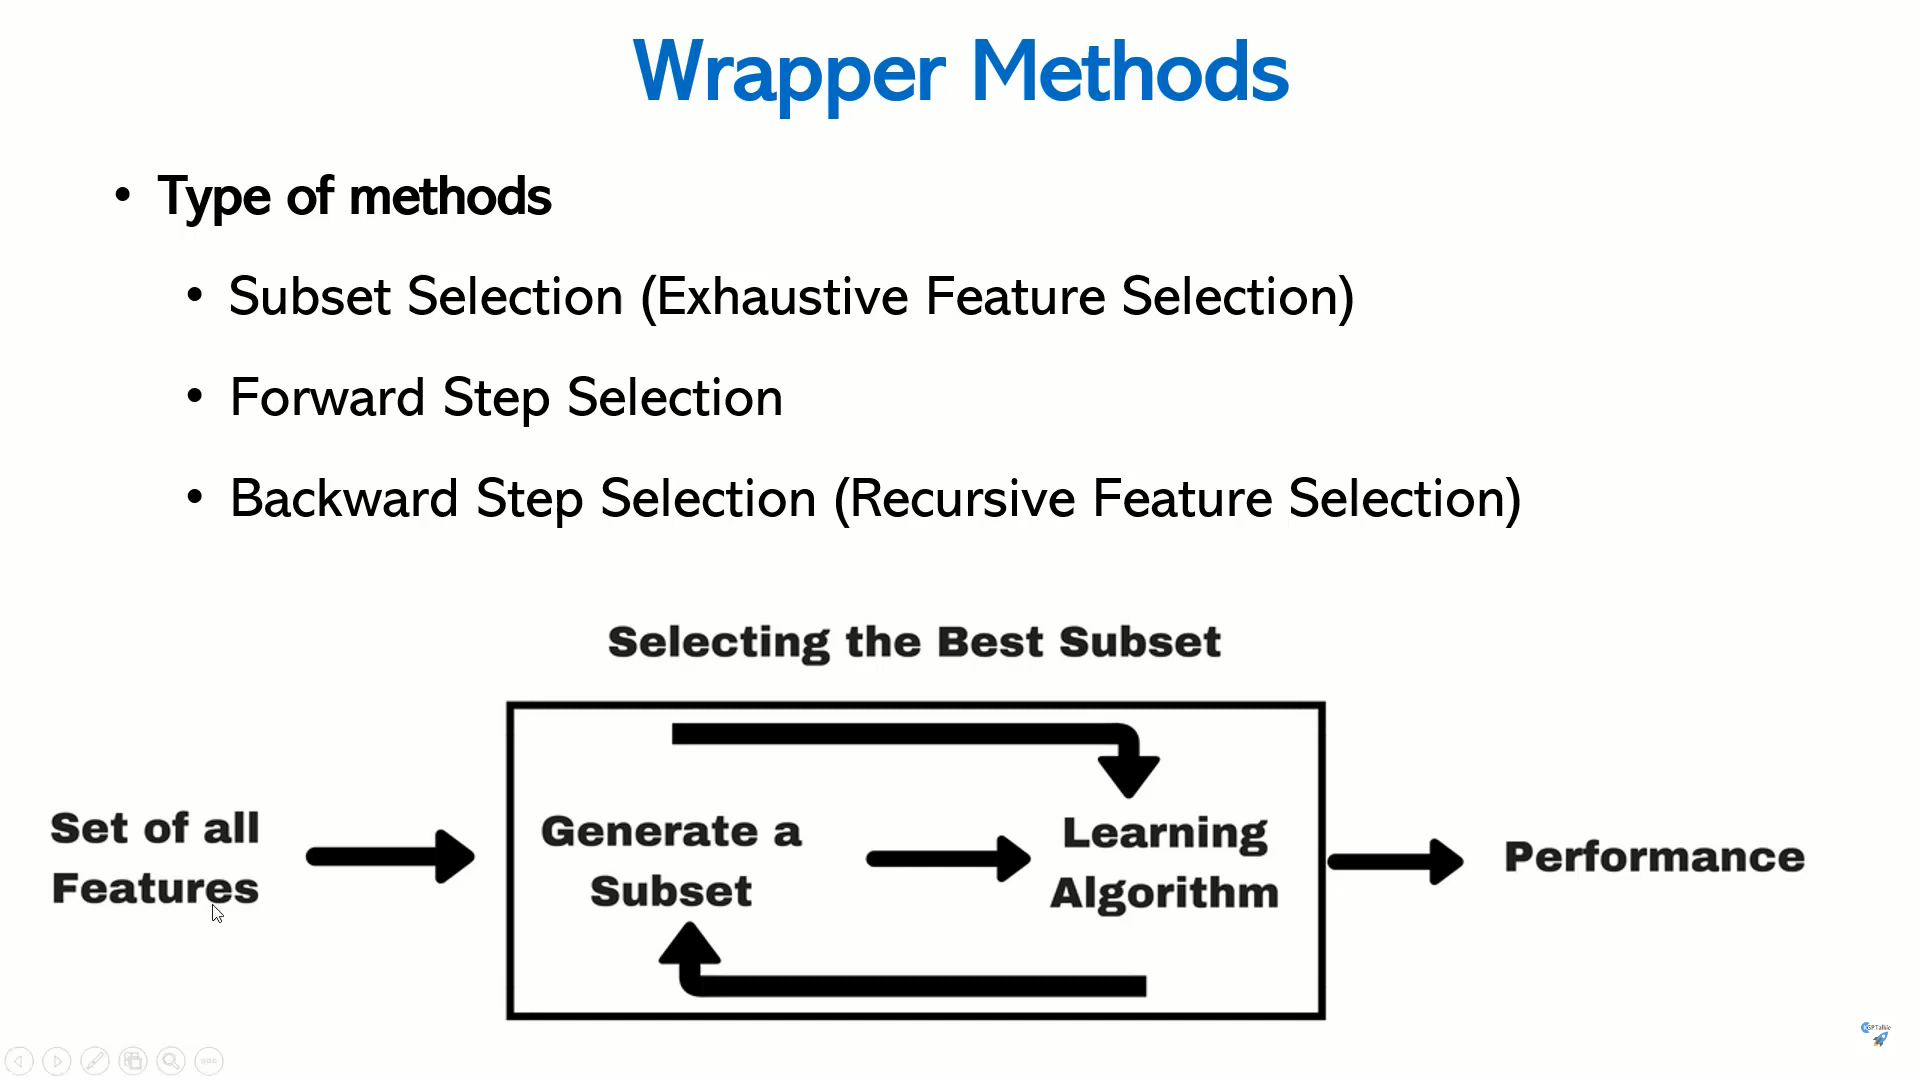 Wrapper Methods
• Type of methods
• Subset Selection (Exhaustive Feature Selection)
• Forward Step Selection
• Backward Step Selection (Recursive Feature Selection)
Selecting the Best Subset
Set of all
Features
Generate a
Subset
Learning
Algorithm
Performance
KGPTalkie